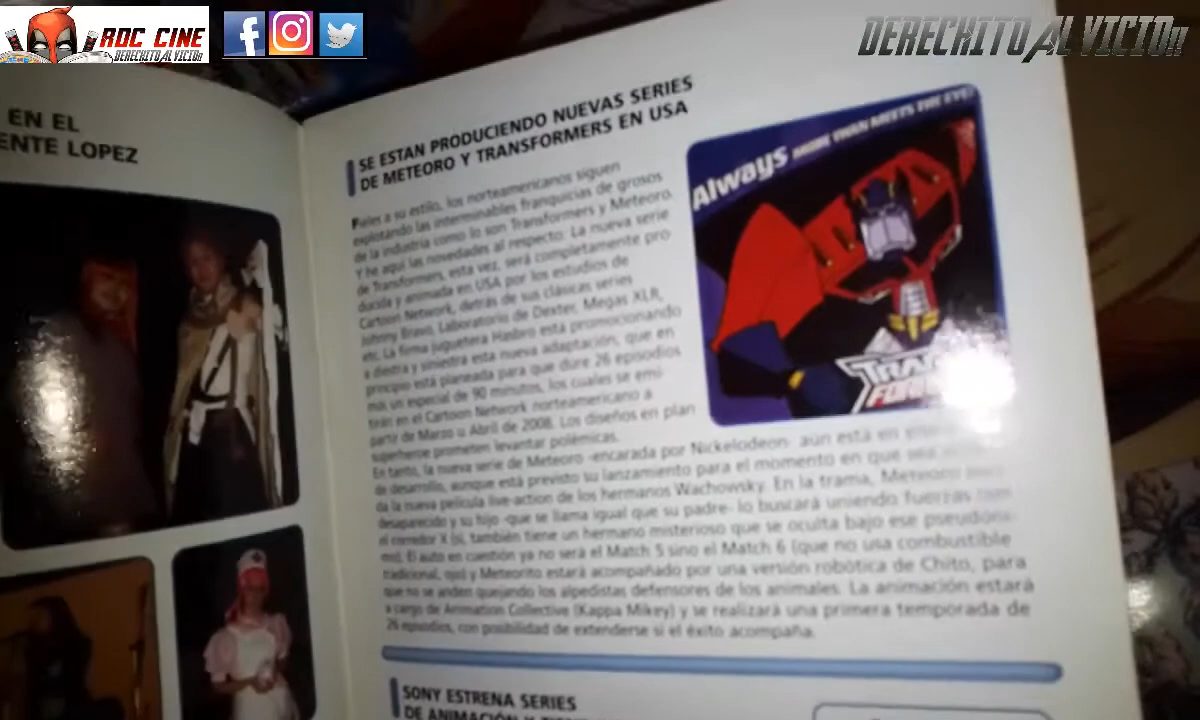 RDC CINE
DERECHITO AL VICIO!!
DERECHITO AL VICIO!!
EN EL
ENTE LOPEZ
SE ESTAN PRODUCIENDO NUEVAS SERIES
DE METEORO Y TRANSFORMERS EN USA
Fieles a su estilo, los norteamericanos siguen
explotando las interminables franquicias de grosos
de la industria como lo son Transformers y Meteoro.
Y he aquí las novedades al respecto: La nueva serie
de Transformers, esta vez, será completamente pro-
ducida y animada en USA por los estudios de
Cartoon Network, detrás de sus clásicas series
Johnny Bravo, Laboratorio de Dexter, Megas XLR,
etc. La firma juguetera Hasbro está promocionando
a diestra y siniestra esta nueva adaptación, que en
principio está planeada para que dure 26 episodios
más un especial de 90 minutos, los cuales se emi-
tirán en el Cartoon Network norteamericano a
partir de Marzo u Abril de 2008. Los diseños en plan
superheroe prometen levantar polémicas.
En tanto, la nueva serie de Meteoro -encarada por Nickelodeon- aún está en
de desarrollo, aunque está previsto su lanzamiento para el momento en que sea
da la nueva película live-action de los hermanos Wachowsky. En la trama, Meteoro
desaparecido y su hijo -que se llama igual que su padre- lo buscará uniendo fuerzas con
el corredor X (sí, también tiene un hermano misterioso que se oculta bajo ese pseudóni-
mo). El auto en cuestión ya no será el Match 5 sino el Match 6 (que no usa combustible
tradicional, ojo) y Meteorito estará acompañado por una versión robótica de Chito, para
que no se anden quejando los alpedistas defensores de los animales. La animación estará
a cargo de Animation Collective (Kappa Mikey) y se realizará una primera temporada de
26 episodios, con posibilidad de extenderse si el éxito acompaña.
Always MORE THAN MEETS THE EYE!
TRANS
FORM
SONY ESTRENA SERIES
DE ANIMACIÓN Y